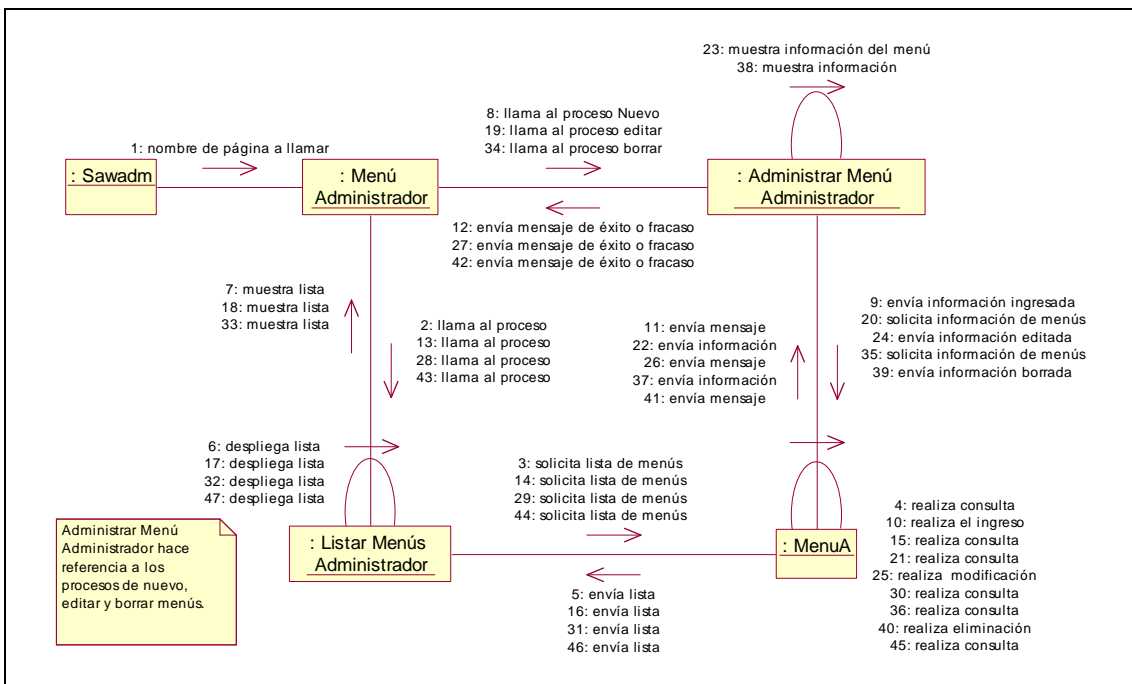 23: muestra información del menú
38: muestra información
8: llama al proceso Nuevo
19: llama al proceso editar
34: llama al proceso borrar
1: nombre de página a llamar
: Sawadm
: Menú
Administrador
: Administrar Menú
Administrador
12: envía mensaje de éxito o fracaso
27: envía mensaje de éxito o fracaso
42: envía mensaje de éxito o fracaso
7: muestra lista
18: muestra lista
33: muestra lista
2: llama al proceso
13: llama al proceso
28: llama al proceso
43: llama al proceso
11: envía mensaje
22: envía información
26: envía mensaje
37: envía información
41: envía mensaje
9: envía información ingresada
20: solicita información de menús
24: envía información editada
35: solicita información de menús
39: envía información borrada
6: despliega lista
17: despliega lista
32: despliega lista
47: despliega lista
3: solicita lista de menús
14: solicita lista de menús
29: solicita lista de menús
44: solicita lista de menús
Administrar Menú
Administrador hace
referencia a los
procesos de nuevo,
editar y borrar menús.
: Listar Menús
Administrador
: MenuA
4: realiza consulta
10: realiza el ingreso
15: realiza consulta
21: realiza consulta
25: realiza modificación
30: realiza consulta
36: realiza consulta
40: realiza eliminación
45: realiza consulta
5: envía lista
16: envía lista
31: envía lista
46: envía lista